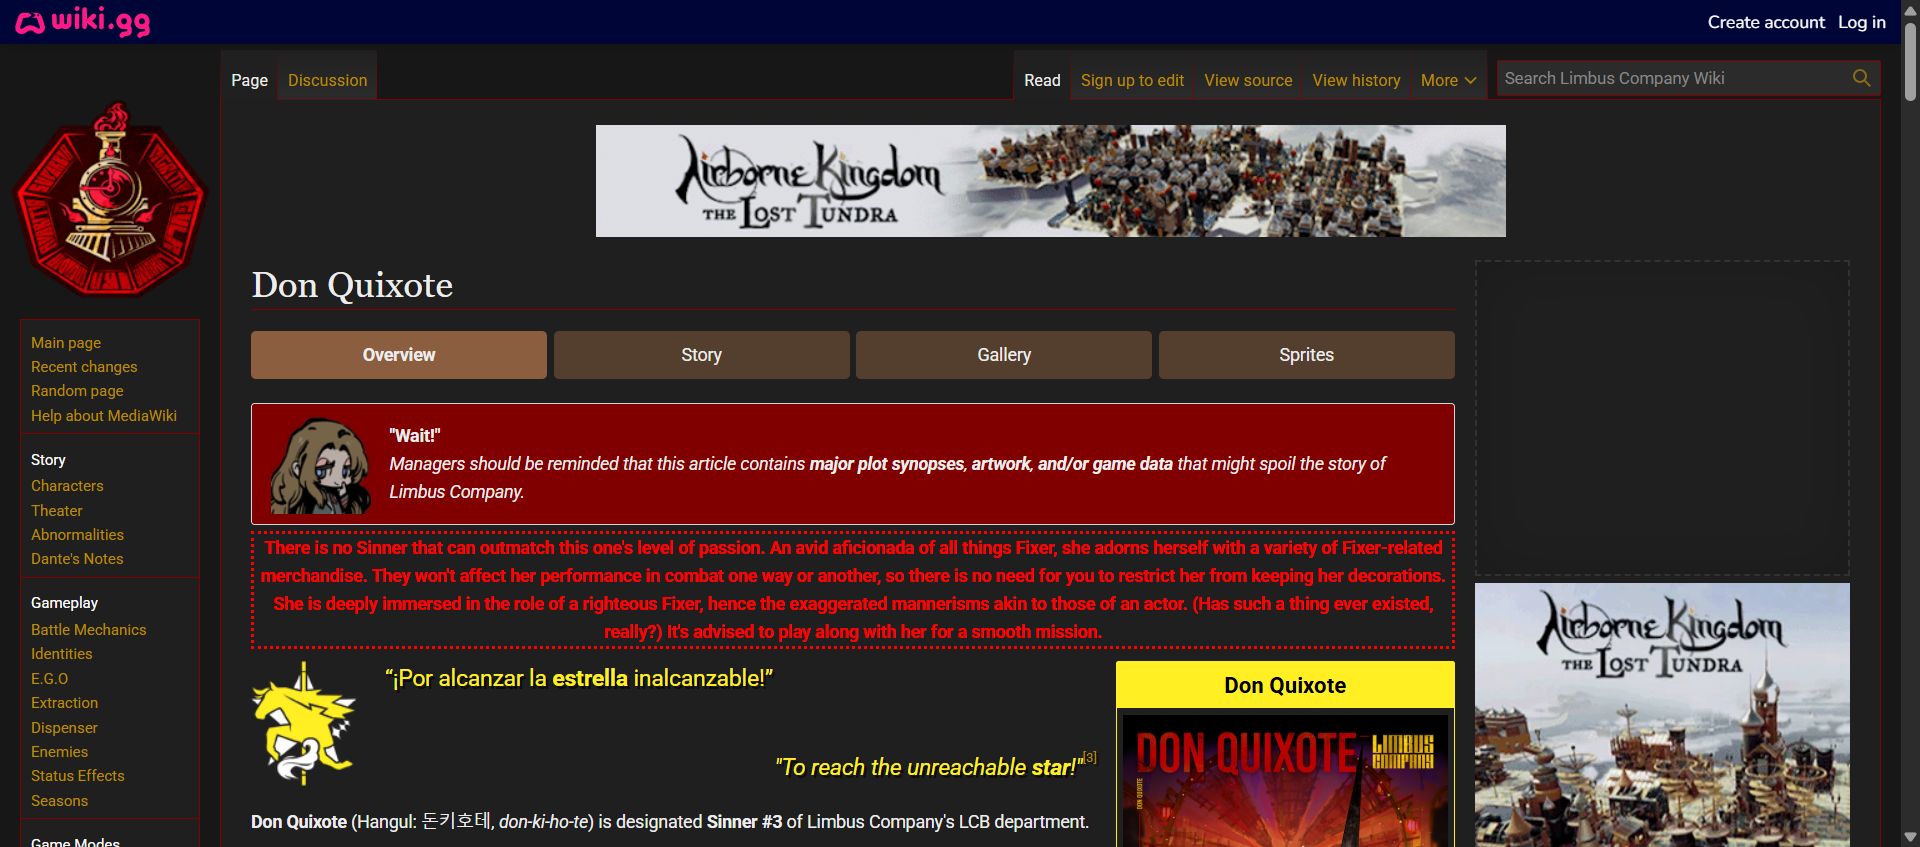 wiki.gg
Create account Log in
Page Discussion
Read Sign up to edit View source View history More
Search Limbus Company Wiki
Airborne Kingdom
THE LOST TUNDRA
Don Quixote
Overview Story Gallery Sprites
Main page
Recent changes
Random page
Help about MediaWiki
Story
Characters
Theater
Abnormalities
Dante's Notes
Gameplay
Battle Mechanics
Identities
E.G.O
Extraction
Dispenser
Enemies
Status Effects
Seasons
Game Modes
"Wait!"
Managers should be reminded that this article contains major plot synopses, artwork, and/or game data that might spoil the story of
Limbus Company.
There is no Sinner that can outmatch this one's level of passion. An avid aficionada of all things Fixer, she adorns herself with a variety of Fixer-related
merchandise. They won't affect her performance in combat one way or another, so there is no need for you to restrict her from keeping her decorations.
She is deeply immersed in the role of a righteous Fixer, hence the exaggerated mannerisms akin to those of an actor. (Has such a thing ever existed,
really?) It's advised to play along with her for a smooth mission.
“¡Por alcanzar la estrella inalcanzable!”
"To reach the unreachable star!"[3]
Don Quixote (Hangul: 돈키호테, don-ki-ho-te) is designated Sinner #3 of Limbus Company's LCB department.
Don Quixote
DON QUIXOTE
LIMBUS
COMPANY
DON QUIXOTE
Airborne Kingdom
THE LOST TUNDRA